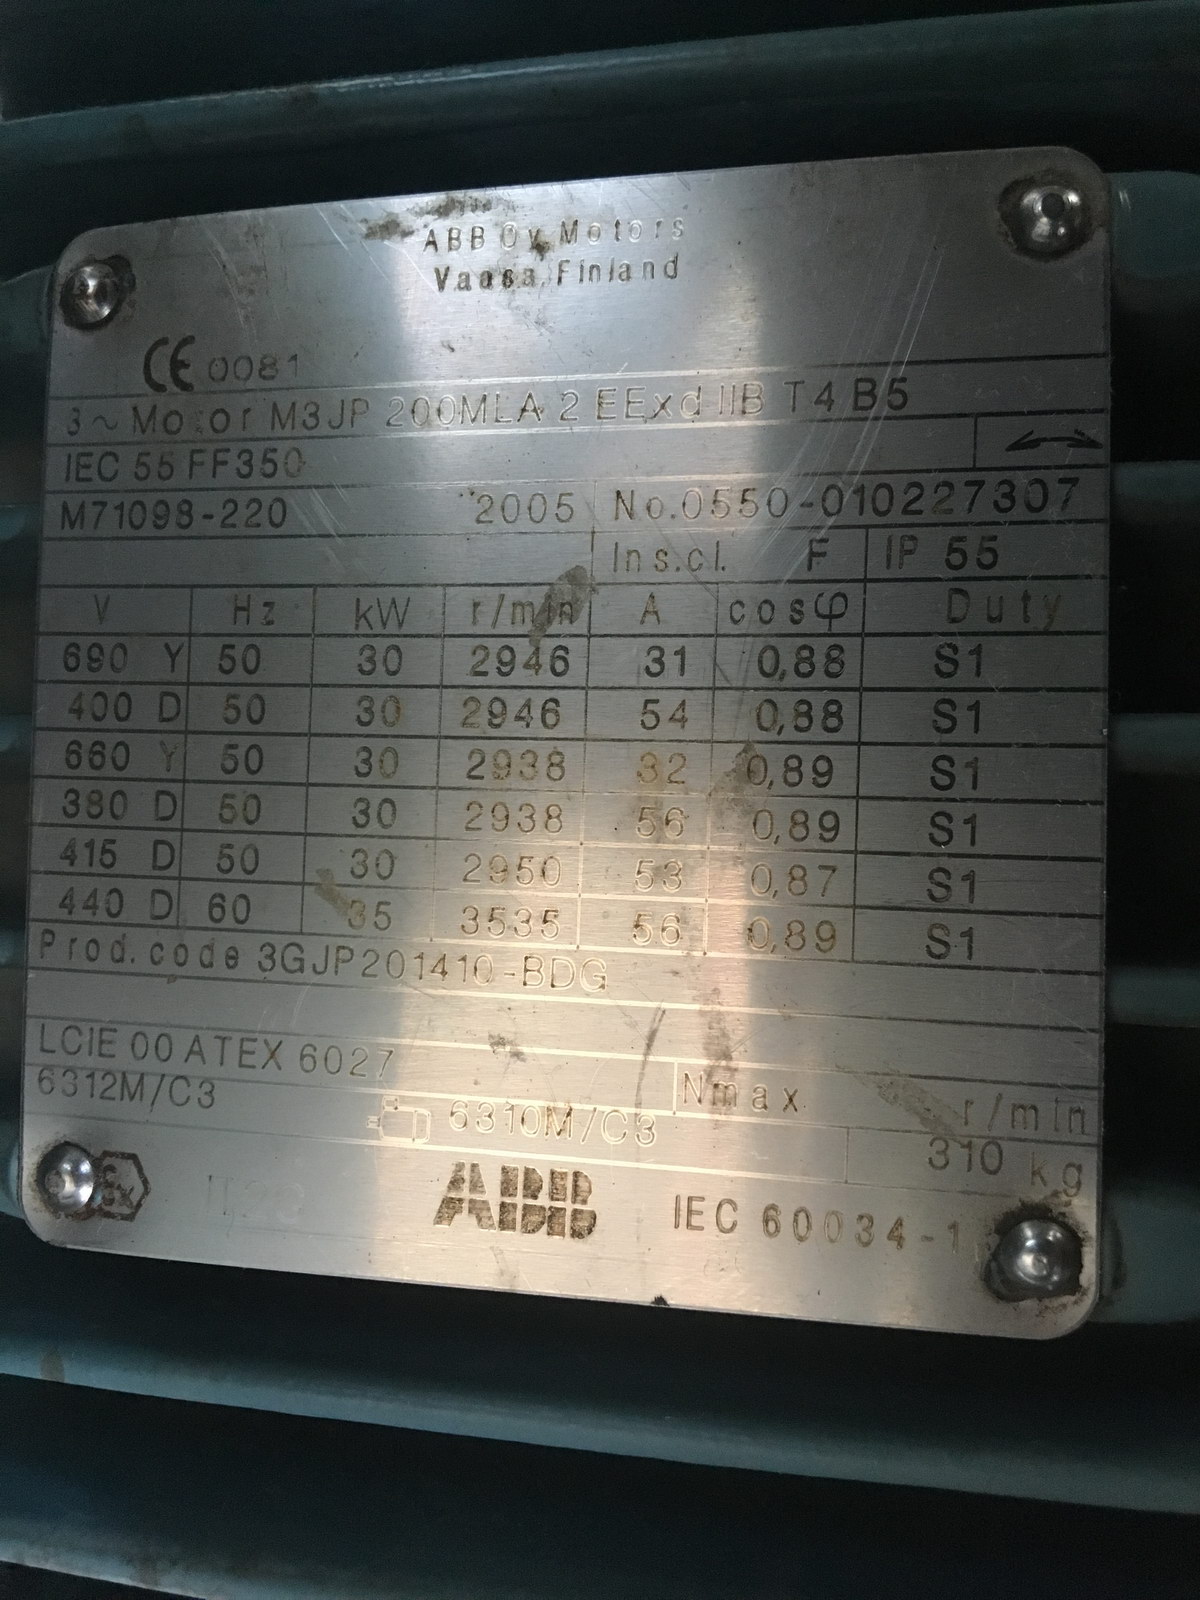 ABB Oy, Motors
Vaasa, Finland
CE 0081
3~Motor M3JP 200MLA 2 EExd IIB T4 B5
IEC 55 FF350
M71098-220 2005 No.0550-010227307
Ins.cl. F IP 55
V Hz kW r/min A cosφ Duty
690 Y 50 30 2946 31 0,88 S1
400 D 50 30 2946 54 0,88 S1
660 Y 50 30 2938 32 0,89 S1
380 D 50 30 2938 56 0,89 S1
415 D 50 30 2950 53 0,87 S1
440 D 60 35 3535 56 0,89 S1
Prod.code 3GJP201410-BDG
LCIE 00 ATEX 6027 Nmax r/min
6312M/C3 6310M/C3 310 kg
Ex ABB IEC 60034-1